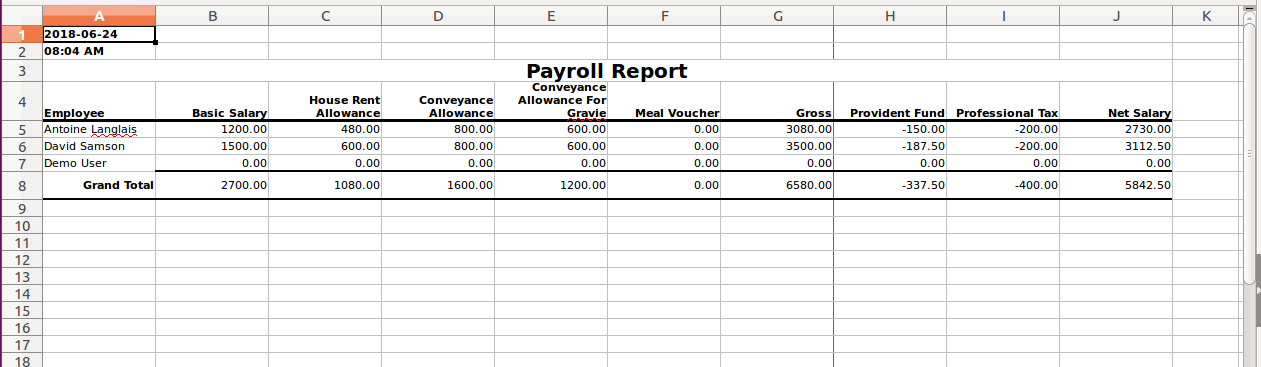 A B C D E F G H I J K
1 2018-06-24
2 08:04 AM
3 Payroll Report
4 Employee Basic Salary House Rent Allowance Conveyance Allowance Conveyance Allowance For Gravie Meal Voucher Gross Provident Fund Professional Tax Net Salary
5 Antoine Langlais 1200.00 480.00 800.00 600.00 0.00 3080.00 -150.00 -200.00 2730.00
6 David Samson 1500.00 600.00 800.00 600.00 0.00 3500.00 -187.50 -200.00 3112.50
7 Demo User 0.00 0.00 0.00 0.00 0.00 0.00 0.00 0.00 0.00
8 Grand Total 2700.00 1080.00 1600.00 1200.00 0.00 6580.00 -337.50 -400.00 5842.50
9
10
11
12
13
14
15
16
17
18